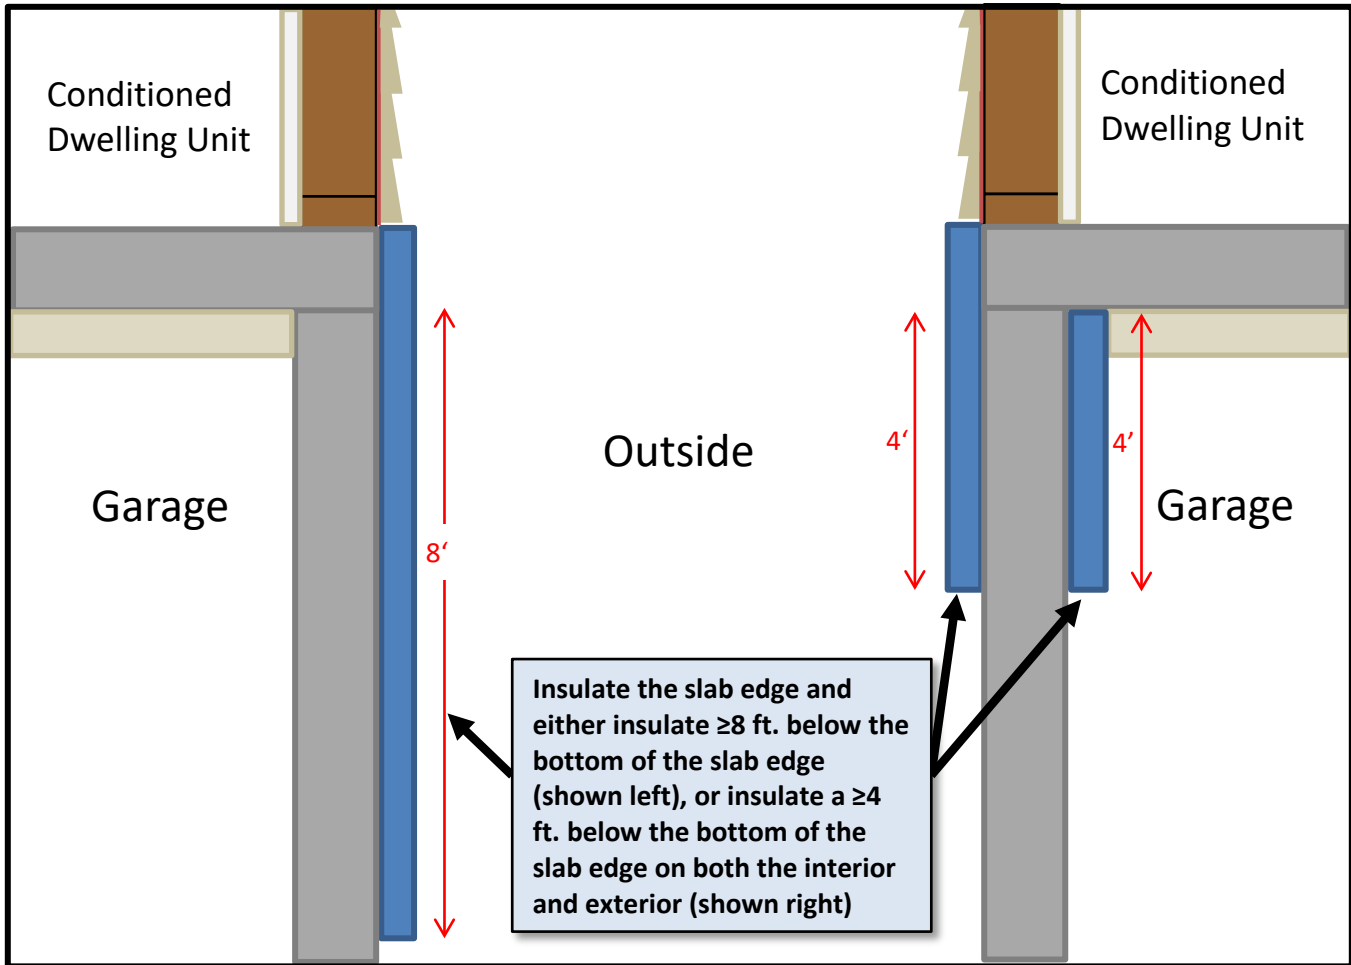 Conditioned
Dwelling Unit
Conditioned
Dwelling Unit
Outside
4‘
4’
Garage
Garage
8‘
Insulate the slab edge and
either insulate ≥8 ft. below the
bottom of the slab edge
(shown left), or insulate a ≥4
ft. below the bottom of the
slab edge on both the interior
and exterior (shown right)